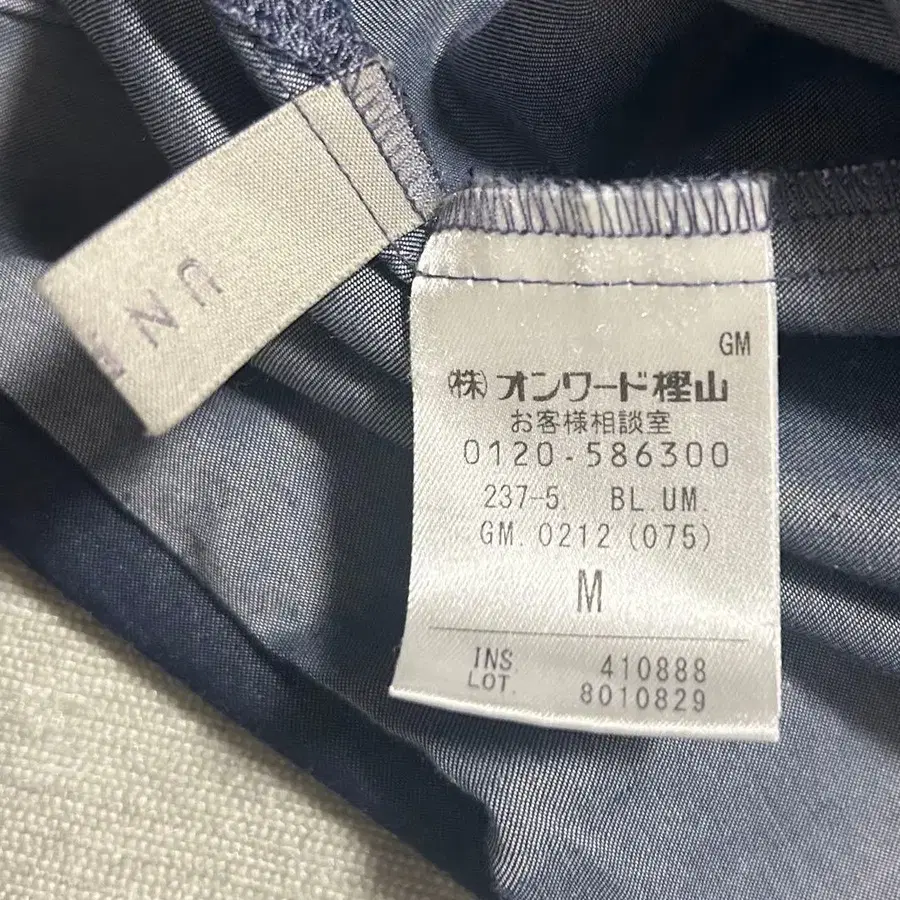 UN
GM
㈱オンワード樫山
お客様相談室
0120-586300
237-5. BL.UM.
GM.0212(075)
M
INS. 410888
LOT. 8010829